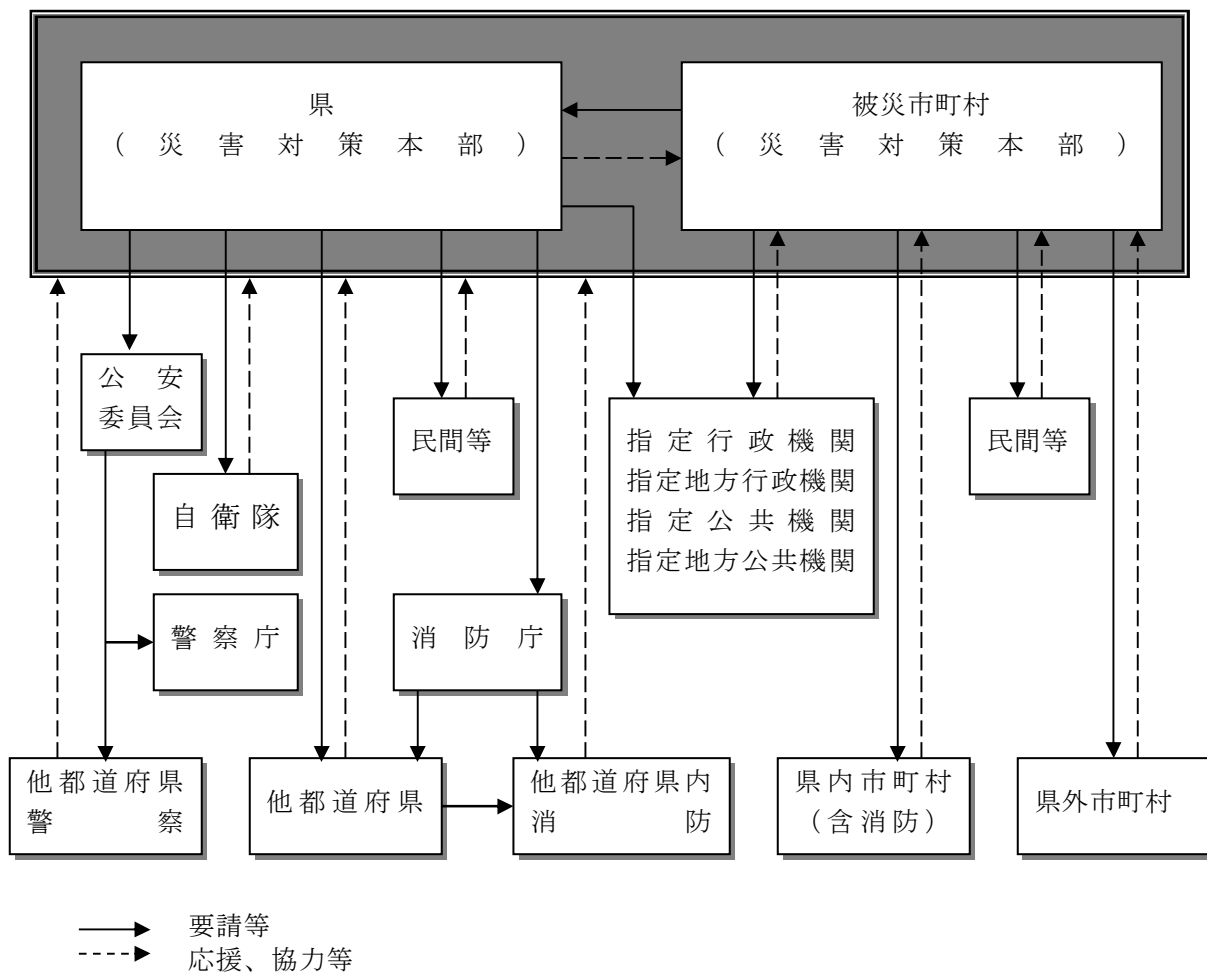 県
(災害対策本部)
被災市町村
(災害対策本部)
公安
委員会
民間等
指定行政機関
指定地方行政機関
指定公共機関
指定地方公共機関
民間等
自衛隊
警察庁
消防庁
他都道府県
警察
他都道府県
他都道府県内
消防
県内市町村
(含消防)
県外市町村
要請等
応援、協力等